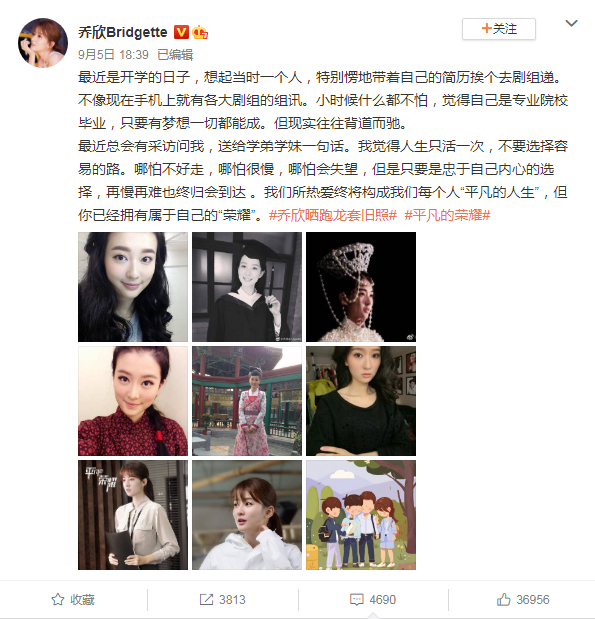 乔欣Bridgette
+关注
9月5日 18:39 已编辑
最近是开学的日子，想起当时一个人，特别愣地带着自己的简历挨个去剧组递。
不像现在手机上就有各大剧组的组讯。小时候什么都不怕，觉得自己是专业院校
毕业，只要有梦想一切都能成。但现实往往背道而驰。
最近总会有采访问我，送给学弟学妹一句话。我觉得人生只活一次，不要选择容
易的路。哪怕不好走，哪怕很慢，哪怕会失望，但是只要是忠于自己内心的选
择，再慢再难也终归会到达 。我们所热爱终将构成我们每个人“平凡的人生”，但
你已经拥有属于自己的“荣耀”。#乔欣晒跑龙套旧照# #平凡的荣耀#
平凡的
荣耀
收藏
3813
4690
36956